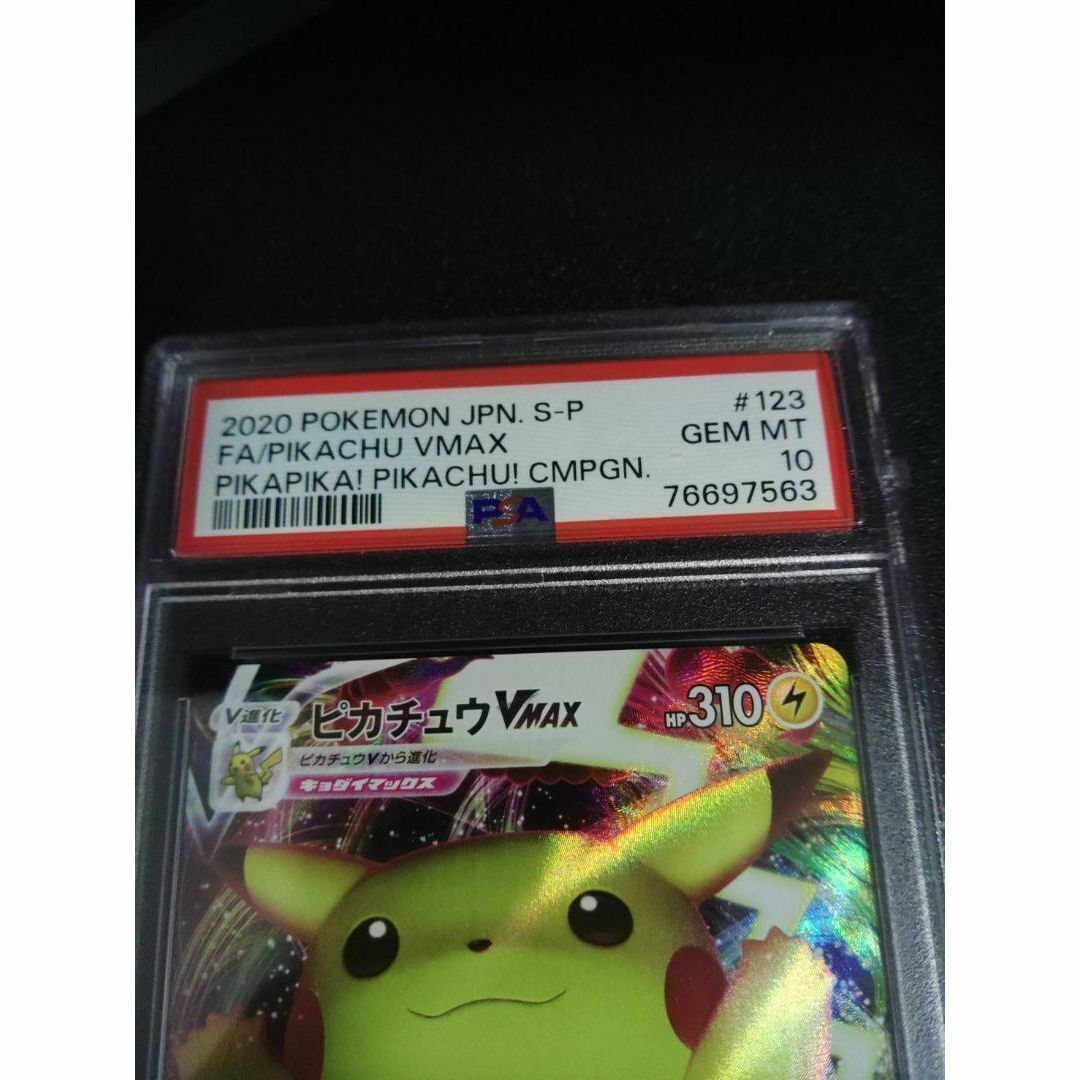 2020 POKEMON JPN. S-P #123
FA/PIKACHU VMAX GEM MT
PIKAPIKA! PIKACHU! CMPGN. 10
76697563
PSA
V進化 ピカチュウVMAX HP310
ピカチュウVから進化
キョダイマックス